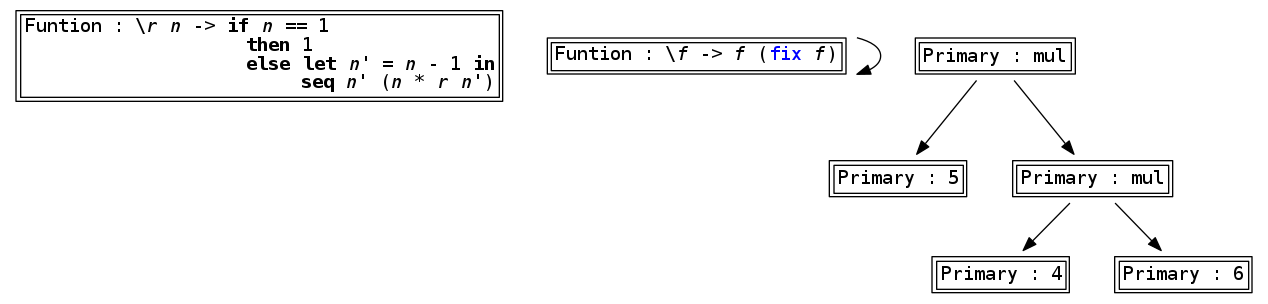 Funtion : \r n -> if n == 1
then 1
else let n' = n - 1 in
seq n' (n * r n')
Funtion : \f -> f (fix f)
Primary : mul
Primary : 5
Primary : mul
Primary : 4
Primary : 6